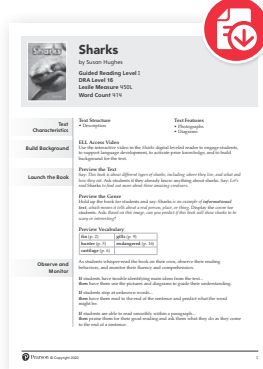 Sharks
by Susan Hughes
Guided Reading Level I
DRA Level 16
Lexile Measure 450L
Word Count 414
Text Characteristics
Text Structure
• Description
Text Features
• Photographs
• Diagrams
Build Background
ELL Access Video
Use the interactive video in the Sharks digital leveled reader to engage students,
to support language development, to activate prior knowledge, and to build
background for the text.
Launch the Book
Preview the Text
Say: This book is about different types of sharks, including where they live, and what and
how they eat. Ask students if they already know anything about sharks. Say: Let's
read Sharks to find out more about these amazing creatures.
Preview the Genre
Hold up the book for students and say: Sharks is an example of informational
text, which means it tells about a real person, place, or thing. Display the cover for
students. Ask: Based on this image, can you predict if this book will show sharks to be
scary or interesting?
Preview Vocabulary
fin (p. 2)
gills (p. 9)
hunter (p. 3)
endangered (p. 16)
cartilage (p. 6)
Observe and Monitor
As students whisper-read the book on their own, observe their reading
behaviors, and monitor their fluency and comprehension.
If students have trouble identifying main ideas from the text...
then have them use the pictures and diagrams to guide their understanding.
If students stop at unknown words...
then have them read to the end of the sentence and predict what the word
might be.
If students are able to read smoothly within a paragraph...
then praise them for their good reading and ask them what they do as they come
to the end of a sentence.
Pearson © Copyright 2020
1